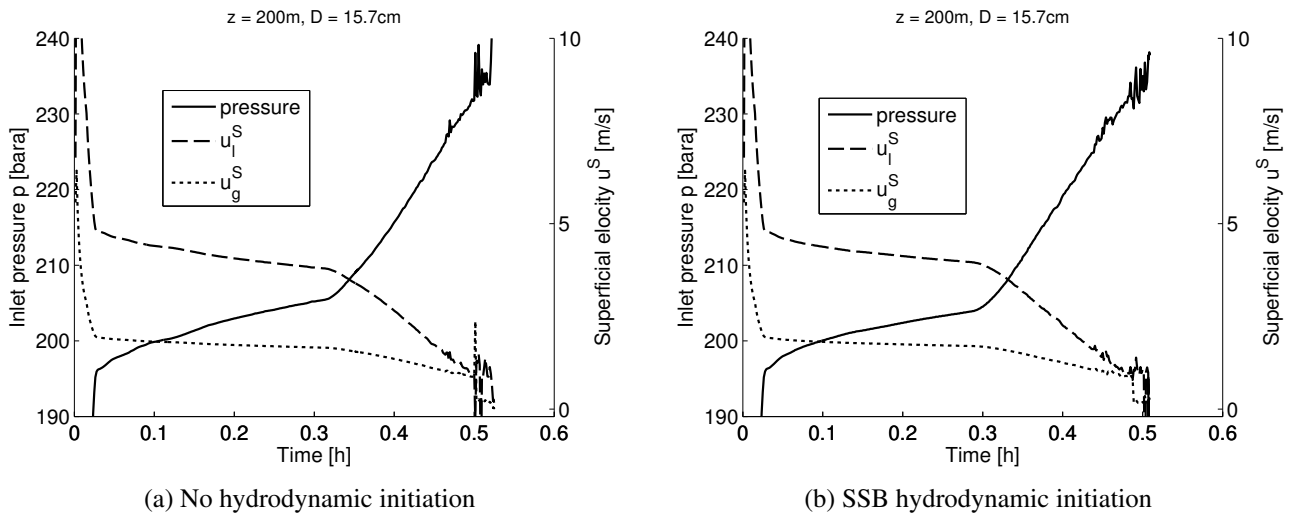 z = 200m, D = 15.7cm
240
230
220
210
200
190
Inlet pressure p [bara]
10
5
0
Superficial elocity u^S [m/s]
pressure
u_l^S
u_g^S
0 0.1 0.2 0.3 0.4 0.5 0.6
Time [h]
(a) No hydrodynamic initiation
z = 200m, D = 15.7cm
240
230
220
210
200
190
Inlet pressure p [bara]
10
5
0
Superficial elocity u^S [m/s]
pressure
u_l^S
u_g^S
0 0.1 0.2 0.3 0.4 0.5 0.6
Time [h]
(b) SSB hydrodynamic initiation